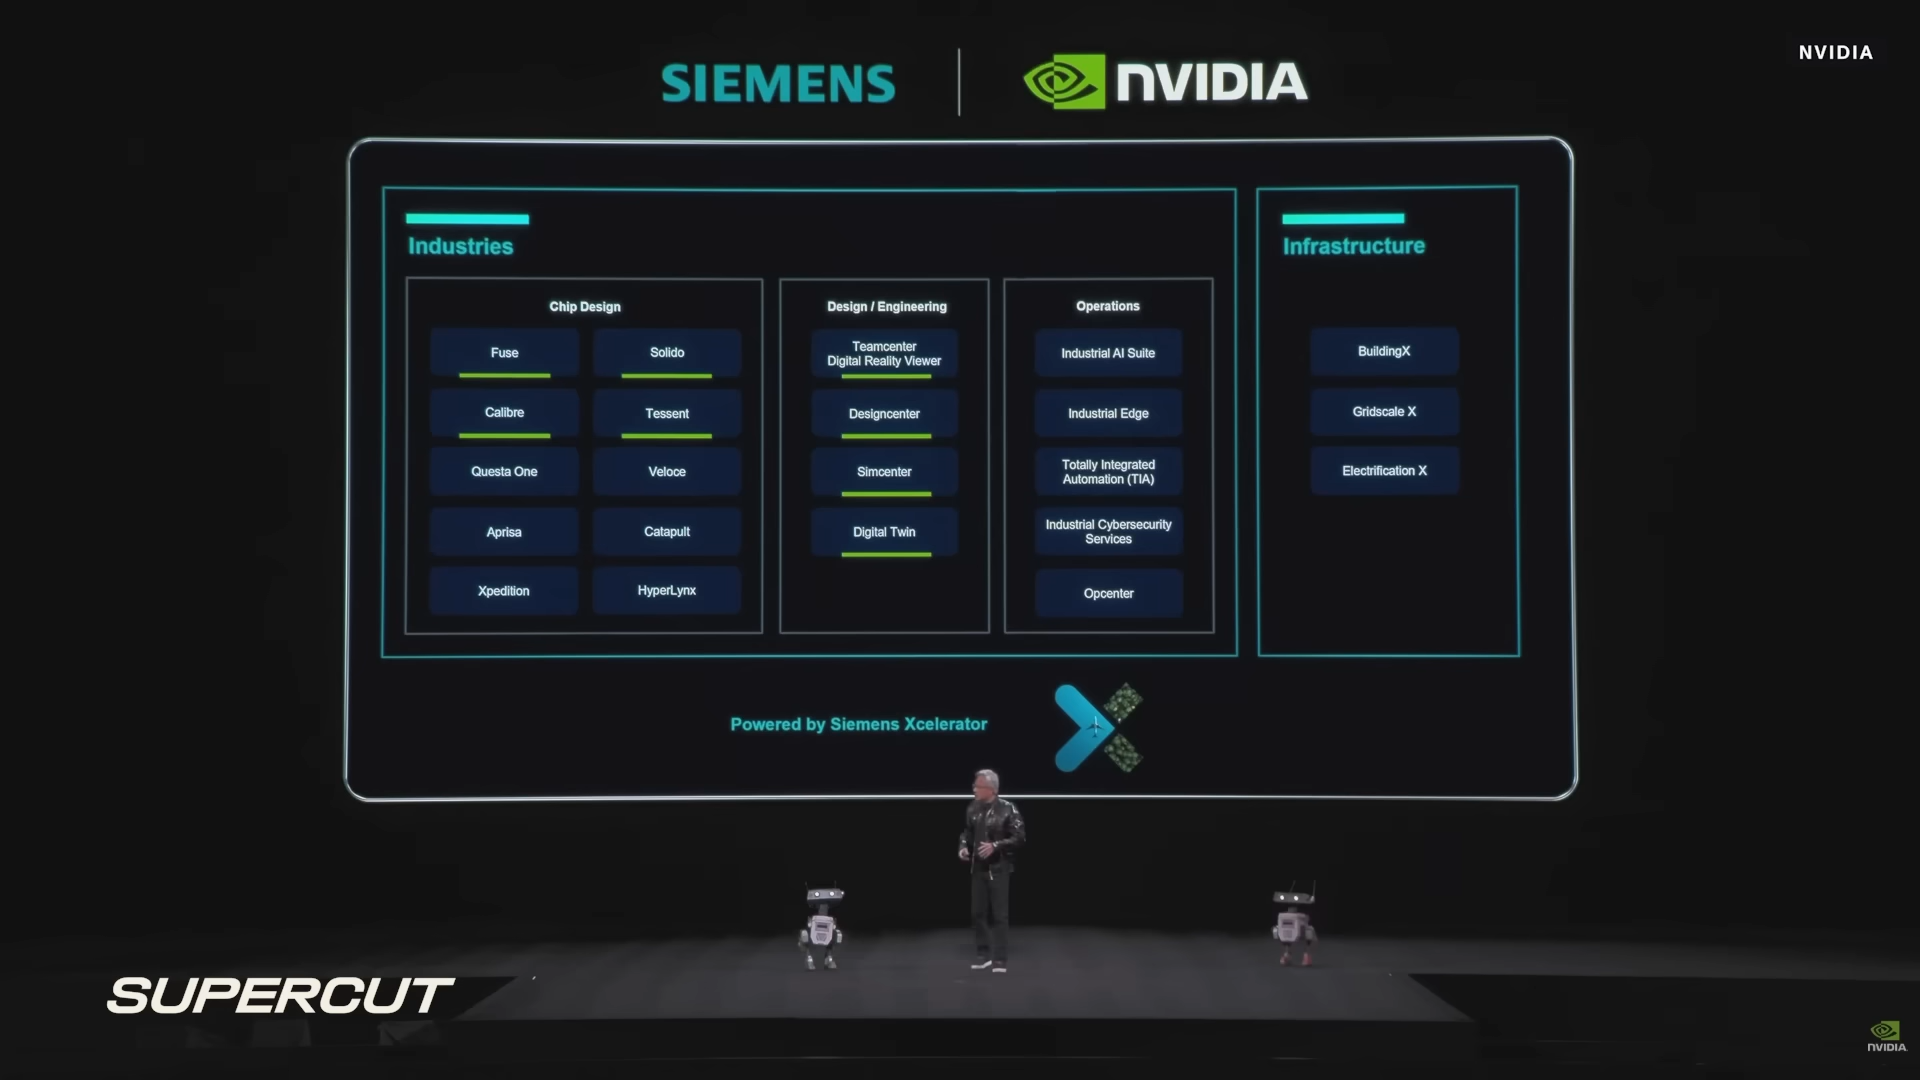 NVIDIA
SIEMENS
NVIDIA
Industries
Infrastructure
Chip Design
Fuse
Solido
Calibre
Tessent
Questa One
Veloce
Aprisa
Catapult
Xpedition
HyperLynx
Design / Engineering
Teamcenter
Digital Reality Viewer
Designcenter
Simcenter
Digital Twin
Operations
Industrial AI Suite
Industrial Edge
Totally Integrated
Automation (TIA)
Industrial Cybersecurity
Services
Opcenter
BuildingX
Gridscale X
Electrification X
Powered by Siemens Xcelerator
SUPERCUT
NVIDIA.